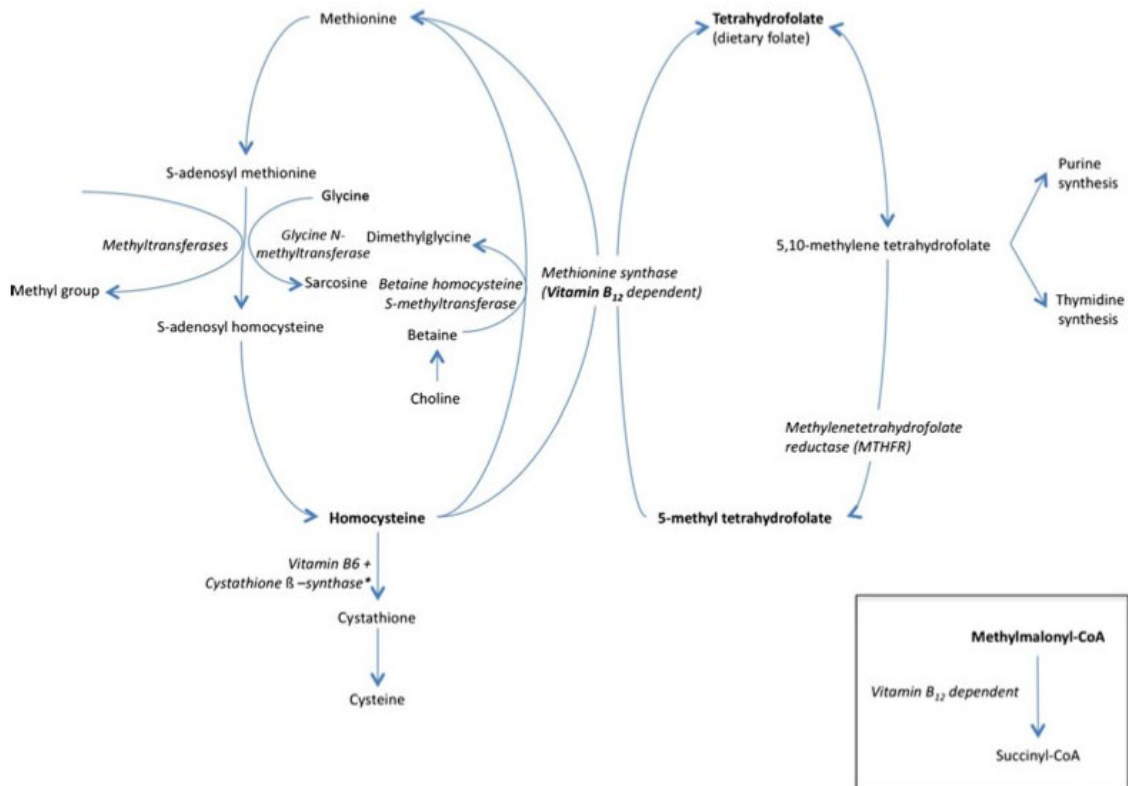 Methionine
Tetrahydrofolate
(dietary folate)
S-adenosyl methionine
Glycine
Methyltransferases
Glycine N-
methyltransferase
Dimethylglycine
Methyl group
Sarcosine
Betaine homocysteine
S-methyltransferase
Methionine synthase
(Vitamin B12 dependent)
5,10-methylene tetrahydrofolate
Purine
synthesis
Thymidine
synthesis
S-adenosyl homocysteine
Betaine
Choline
Methylenetetrahydrofolate
reductase (MTHFR)
Homocysteine
5-methyl tetrahydrofolate
Vitamin B6 +
Cystathione ß –synthase*
Cystathione
Cysteine
Methylmalonyl-CoA
Vitamin B12 dependent
Succinyl-CoA